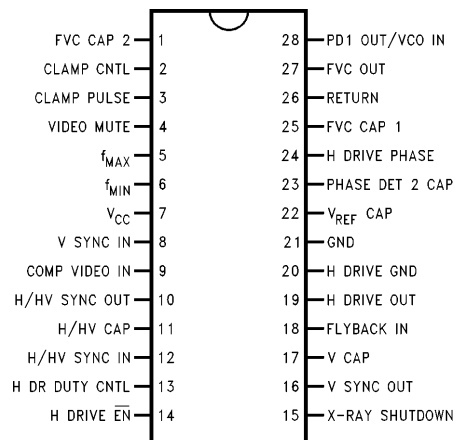 FVC CAP 2 1 28 PD1 OUT/VCO IN
CLAMP CNTL 2 27 FVC OUT
CLAMP PULSE 3 26 RETURN
VIDEO MUTE 4 25 FVC CAP 1
fMAX 5 24 H DRIVE PHASE
fMIN 6 23 PHASE DET 2 CAP
VCC 7 22 VREF CAP
V SYNC IN 8 21 GND
COMP VIDEO IN 9 20 H DRIVE GND
H/HV SYNC OUT 10 19 H DRIVE OUT
H/HV CAP 11 18 FLYBACK IN
H/HV SYNC IN 12 17 V CAP
H DR DUTY CNTL 13 16 V SYNC OUT
H DRIVE E̅N̅ 14 15 X-RAY SHUTDOWN